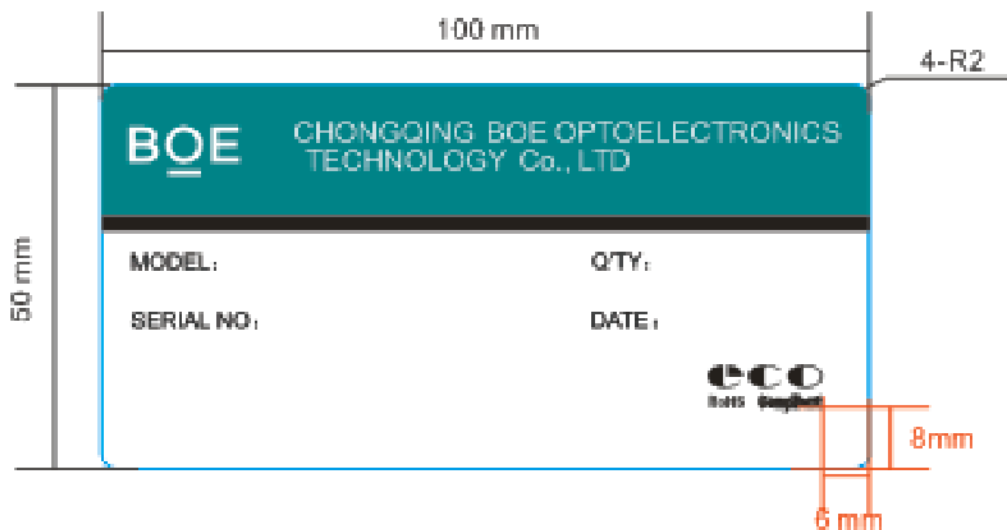 100 mm
4-R2
BOE
CHONGQING BOE OPTOELECTRONICS
TECHNOLOGY Co., LTD
50 mm
MODEL:
Q'TY:
SERIAL NO:
DATE:
eco
RoHS Compliant
8mm
6 mm